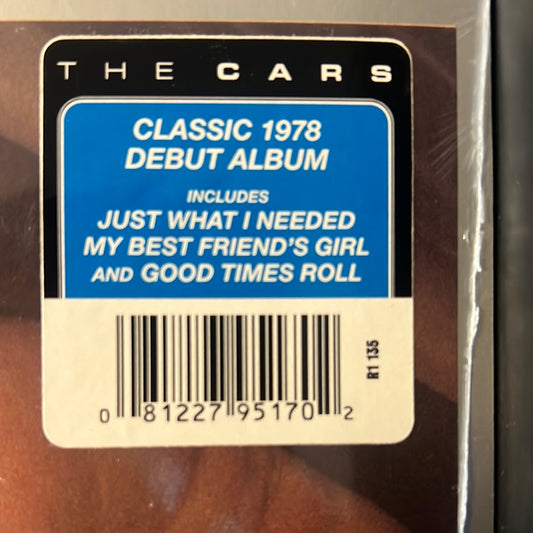 THE CARS
CLASSIC 1978
DEBUT ALBUM
INCLUDES
JUST WHAT I NEEDED
MY BEST FRIEND'S GIRL
AND GOOD TIMES ROLL
R1 135
0 81227 95170 2